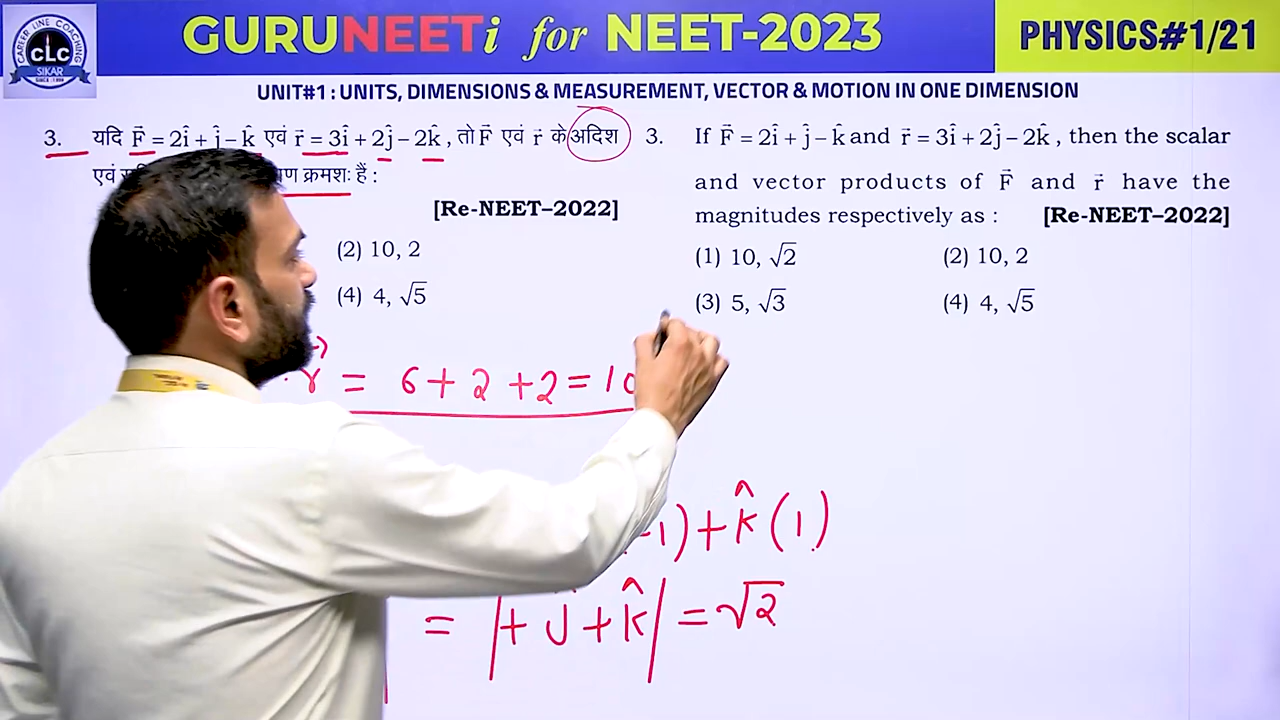 GURUNEETi for NEET-2023
PHYSICS#1/21
CAREER LINE COACHING
CLC
SIKAR
UNIT#1 : UNITS, DIMENSIONS & MEASUREMENT, VECTOR & MOTION IN ONE DIMENSION
3. यदि F⃗ = 2î + ĵ – k̂ एवं r⃗ = 3î + 2ĵ – 2k̂ , तो F⃗ एवं r⃗ के अदिश
एवं क्रमशः हैं :
[Re-NEET–2022]
(2) 10, 2
(4) 4, √5
3. If F⃗ = 2î + ĵ – k̂ and r⃗ = 3î + 2ĵ – 2k̂ , then the scalar
and vector products of F⃗ and r⃗ have the
magnitudes respectively as : [Re-NEET–2022]
(1) 10, √2 (2) 10, 2
(3) 5, √3 (4) 4, √5
. r⃗ = 6 + 2 + 2 = 10
-1) + k̂ (1)
= |+ ĵ + k̂| = √2